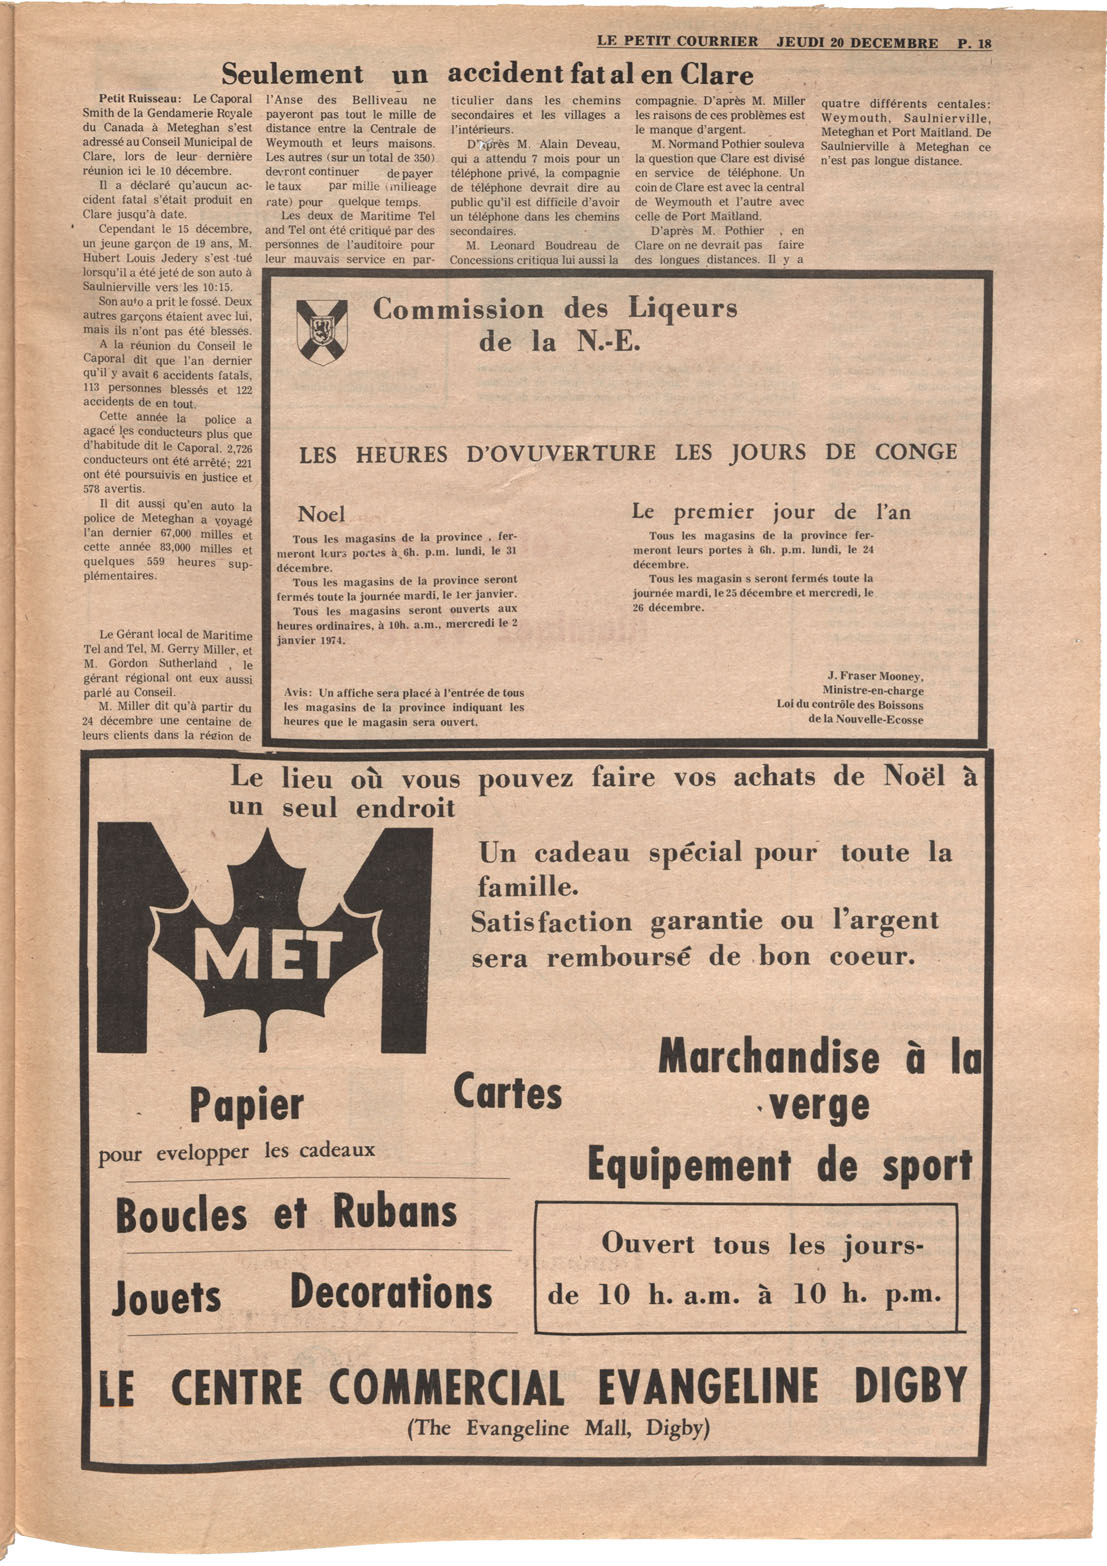 LE PETIT COURRIER JEUDI 20 DECEMBRE P. 18
Seulement un accident fatal en Clare
Petit Ruisseau: Le Caporal
Smith de la Gendamerie Royale
du Canada à Meteghan s'est
adressé au Conseil Municipal de
Clare, lors de leur dernière
réunion ici le 10 décembre.
Il a déclaré qu'aucun ac-
cident fatal s'était produit en
Clare jusqu'à date.
Cependant le 15 décembre,
un jeune garçon de 19 ans, M.
Hubert Louis Jedery s'est tué
lorsqu'il a été jeté de son auto à
Saulnierville vers les 10:15.
Son auto a prit le fossé. Deux
autres garçons étaient avec lui,
mais ils n'ont pas été blessés.
A la réunion du Conseil le
Caporal dit que l'an dernier
qu'il y avait 6 accidents fatals,
113 personnes blessés et 122
accidents de en tout.
Cette année la police a
agacé les conducteurs plus que
d'habitude dit le Caporal. 2,726
conducteurs ont été arrêté; 221
ont été poursuivis en justice et
578 avertis.
Il dit aussi qu'en auto la
police de Meteghan a voyagé
l'an dernier 67,000 milles et
cette année 83,000 milles et
quelques 559 heures sup-
plémentaires.
Le Gérant local de Maritime
Tel and Tel, M. Gerry Miller, et
M. Gordon Sutherland , le
gérant régional ont eux aussi
parlé au Conseil.
M. Miller dit qu'à partir du
24 décembre une centaine de
leurs clients dans la région de
l'Anse des Belliveau ne
payeront pas tout le mille de
distance entre la Centrale de
Weymouth et leurs maisons.
Les autres (sur un total de 350)
devront continuer de payer
le taux par mille (milleage
rate) pour quelque temps.
Les deux de Maritime Tel
and Tel ont été critiqué par des
personnes de l'auditoire pour
leur mauvais service en par-
ticulier dans les chemins
secondaires et les villages a
l'intérieurs.
D'après M. Alain Deveau,
qui a attendu 7 mois pour un
téléphone privé, la compagnie
de téléphone devrait dire au
public qu'il est difficile d'avoir
un téléphone dans les chemins
secondaires.
M. Leonard Boudreau de
Concessions critiqua lui aussi la
compagnie. D'après M. Miller
les raisons de ces problèmes est
le manque d'argent.
M. Normand Pothier souleva
la question que Clare est divisé
en service de téléphone. Un
coin de Clare est avec la central
de Weymouth et l'autre avec
celle de Port Maitland.
D'après M. Pothier , en
Clare on ne devrait pas faire
des longues distances. Il y a
quatre différents centales:
Weymouth, Saulnierville,
Meteghan et Port Maitland. De
Saulnierville à Meteghan ce
n'est pas longue distance.
Commission des Liqeurs
de la N.-E.
LES HEURES D'OVUVERTURE LES JOURS DE CONGE
Noel
Tous les magasins de la province , fer-
meront leurs portes à 6h. p.m. lundi, le 31
décembre.
Tous les magasins de la province seront
fermés toute la journée mardi, le 1er janvier.
Tous les magasins seront ouverts aux
heures ordinaires, à 10h. a.m., mercredi le 2
janvier 1974.
Le premier jour de l'an
Tous les magasins de la province fer-
meront leurs portes à 6h. p.m. lundi, le 24
décembre.
Tous les magasin s seront fermés toute la
journée mardi, le 25 décembre et mercredi, le
26 décembre.
Avis: Un affiche sera placé à l'entrée de tous
les magasins de la province indiquant les
heures que le magasin sera ouvert.
J. Fraser Mooney,
Ministre-en-charge
Loi du contrôle des Boissons
de la Nouvelle-Ecosse
Le lieu où vous pouvez faire vos achats de Noël à
un seul endroit
MET
Un cadeau spécial pour toute la
famille.
Satisfaction garantie ou l'argent
sera remboursé de bon coeur.
Papier
pour evelopper les cadeaux
Cartes
Marchandise à la
verge
Equipement de sport
Boucles et Rubans
Jouets Decorations
Ouvert tous les jours-
de 10 h. a.m. à 10 h. p.m.
LE CENTRE COMMERCIAL EVANGELINE DIGBY
(The Evangeline Mall, Digby)